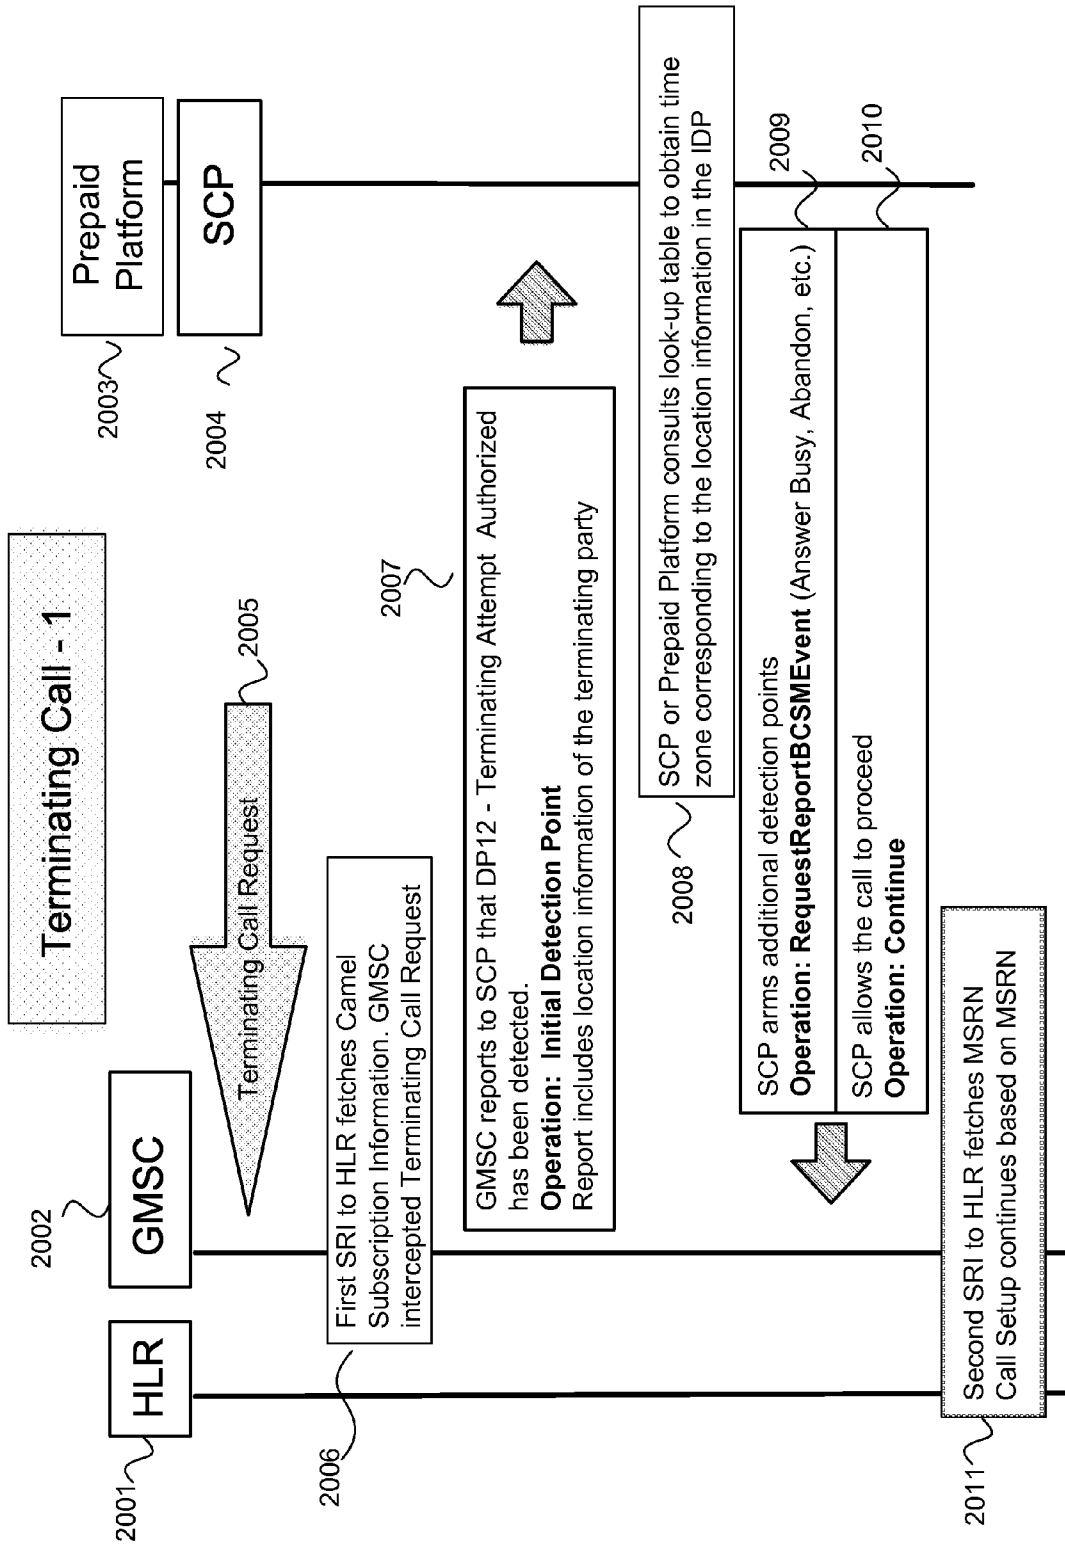 Terminating Call - 1
2001
HLR
2002
GMSC
2003
Prepaid
Platform
2004
SCP
2005
Terminating Call Request
2006
First SRI to HLR fetches Camel
Subscription Information. GMSC
intercepted Terminating Call Request
2007
GMSC reports to SCP that DP12 - Terminating Attempt Authorized
has been detected.
Operation: Initial Detection Point
Report includes location information of the terminating party
2008
SCP or Prepaid Platform consults look-up table to obtain time
zone corresponding to the location information in the IDP
2009
SCP arms additional detection points
Operation: RequestReportBCSMEvent (Answer Busy, Abandon, etc.)
2010
SCP allows the call to proceed
Operation: Continue
2011
Second SRI to HLR fetches MSRN
Call Setup continues based on MSRN